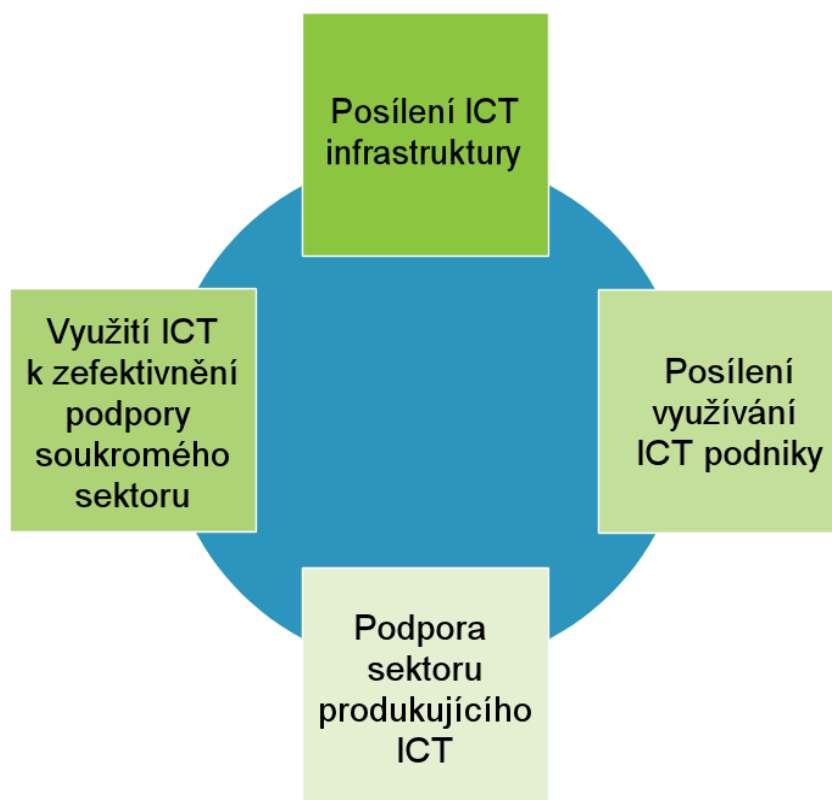 Posílení ICT
infrastruktury
Využití ICT
k zefektivnění
podpory
soukromého
sektoru
Posílení
využívání
ICT podniky
Podpora
sektoru
produkujícího
ICT